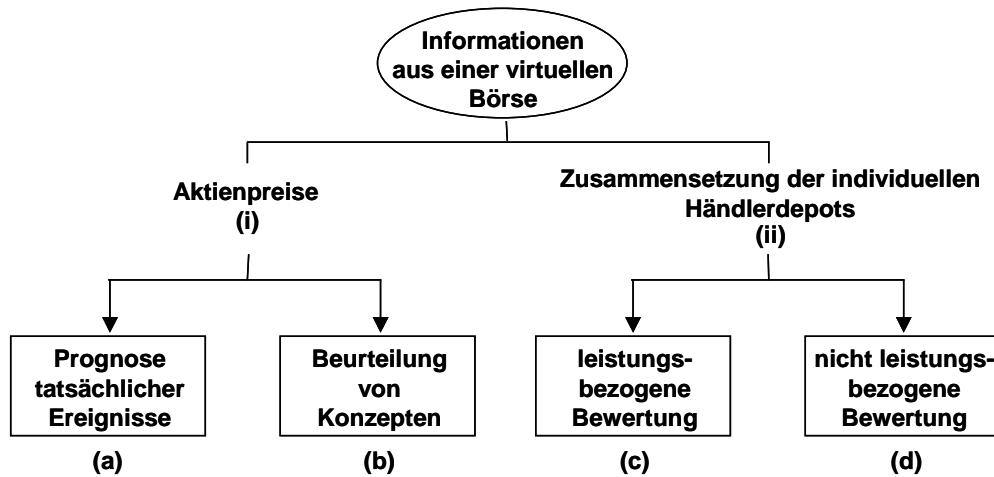 Informationen
aus einer virtuellen
Börse
Aktienpreise
(i)
Zusammensetzung der individuellen
Händlerdepots
(ii)
Prognose
tatsächlicher
Ereignisse
(a)
Beurteilung
von
Konzepten
(b)
leistungs-
bezogene
Bewertung
(c)
nicht leistungs-
bezogene
Bewertung
(d)